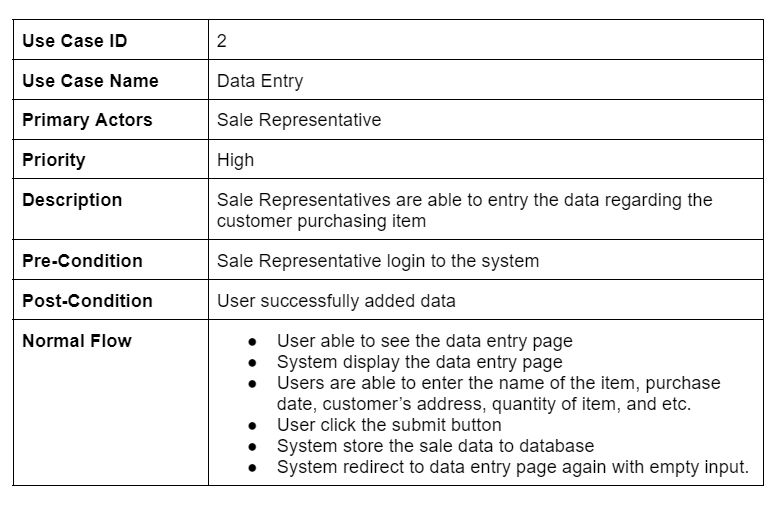 Use Case ID
2
Use Case Name
Data Entry
Primary Actors
Sale Representative
Priority
High
Description
Sale Representatives are able to entry the data regarding the
customer purchasing item
Pre-Condition
Sale Representative login to the system
Post-Condition
User successfully added data
Normal Flow
● User able to see the data entry page
● System display the data entry page
● Users are able to enter the name of the item, purchase
date, customer’s address, quantity of item, and etc.
● User click the submit button
● System store the sale data to database
● System redirect to data entry page again with empty input.